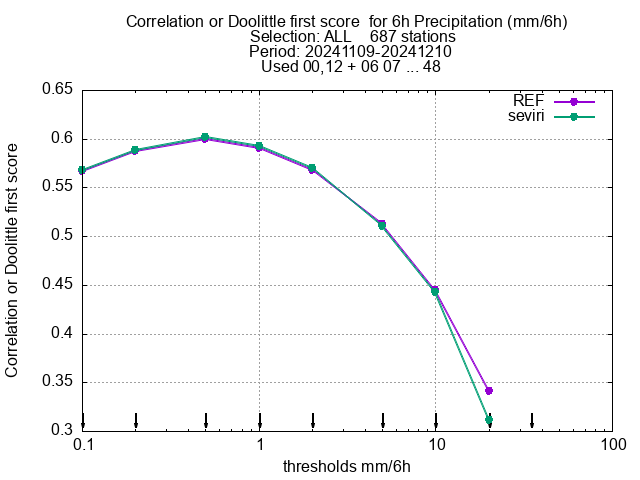 Correlation or Doolittle first score  for 6h Precipitation (mm/6h)
Selection: ALL    687 stations
Period: 20241109-20241210
Used 00,12 + 06 07 ... 48
REF
seviri
0.65
0.6
0.55
0.5
0.45
0.4
0.35
0.3
Correlation or Doolittle first score
0.1 1 10 100
thresholds mm/6h